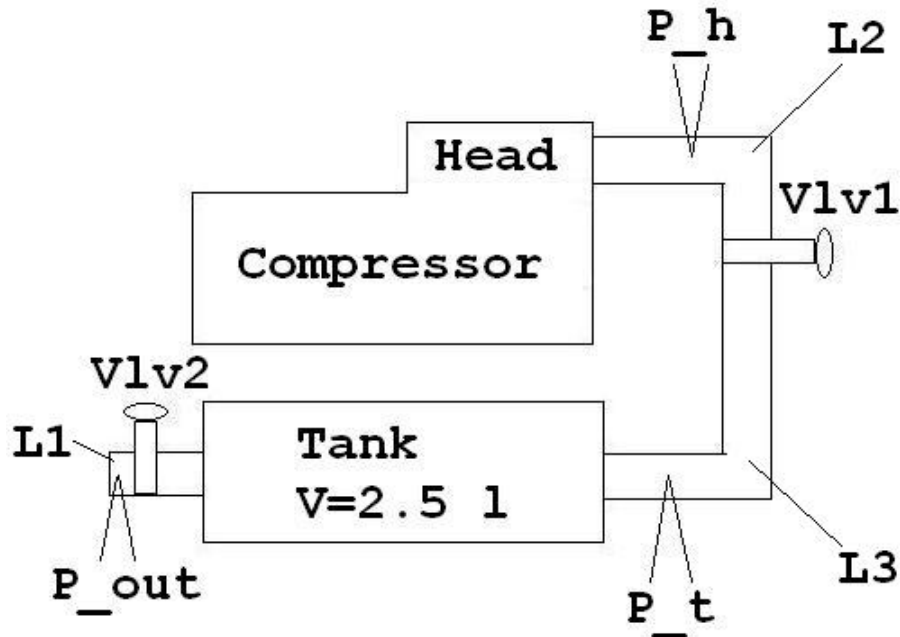 P_h
L2
Head
Vlv1
Compressor
Vlv2
L1
Tank
V=2.5 l
P_out
L3
P_t